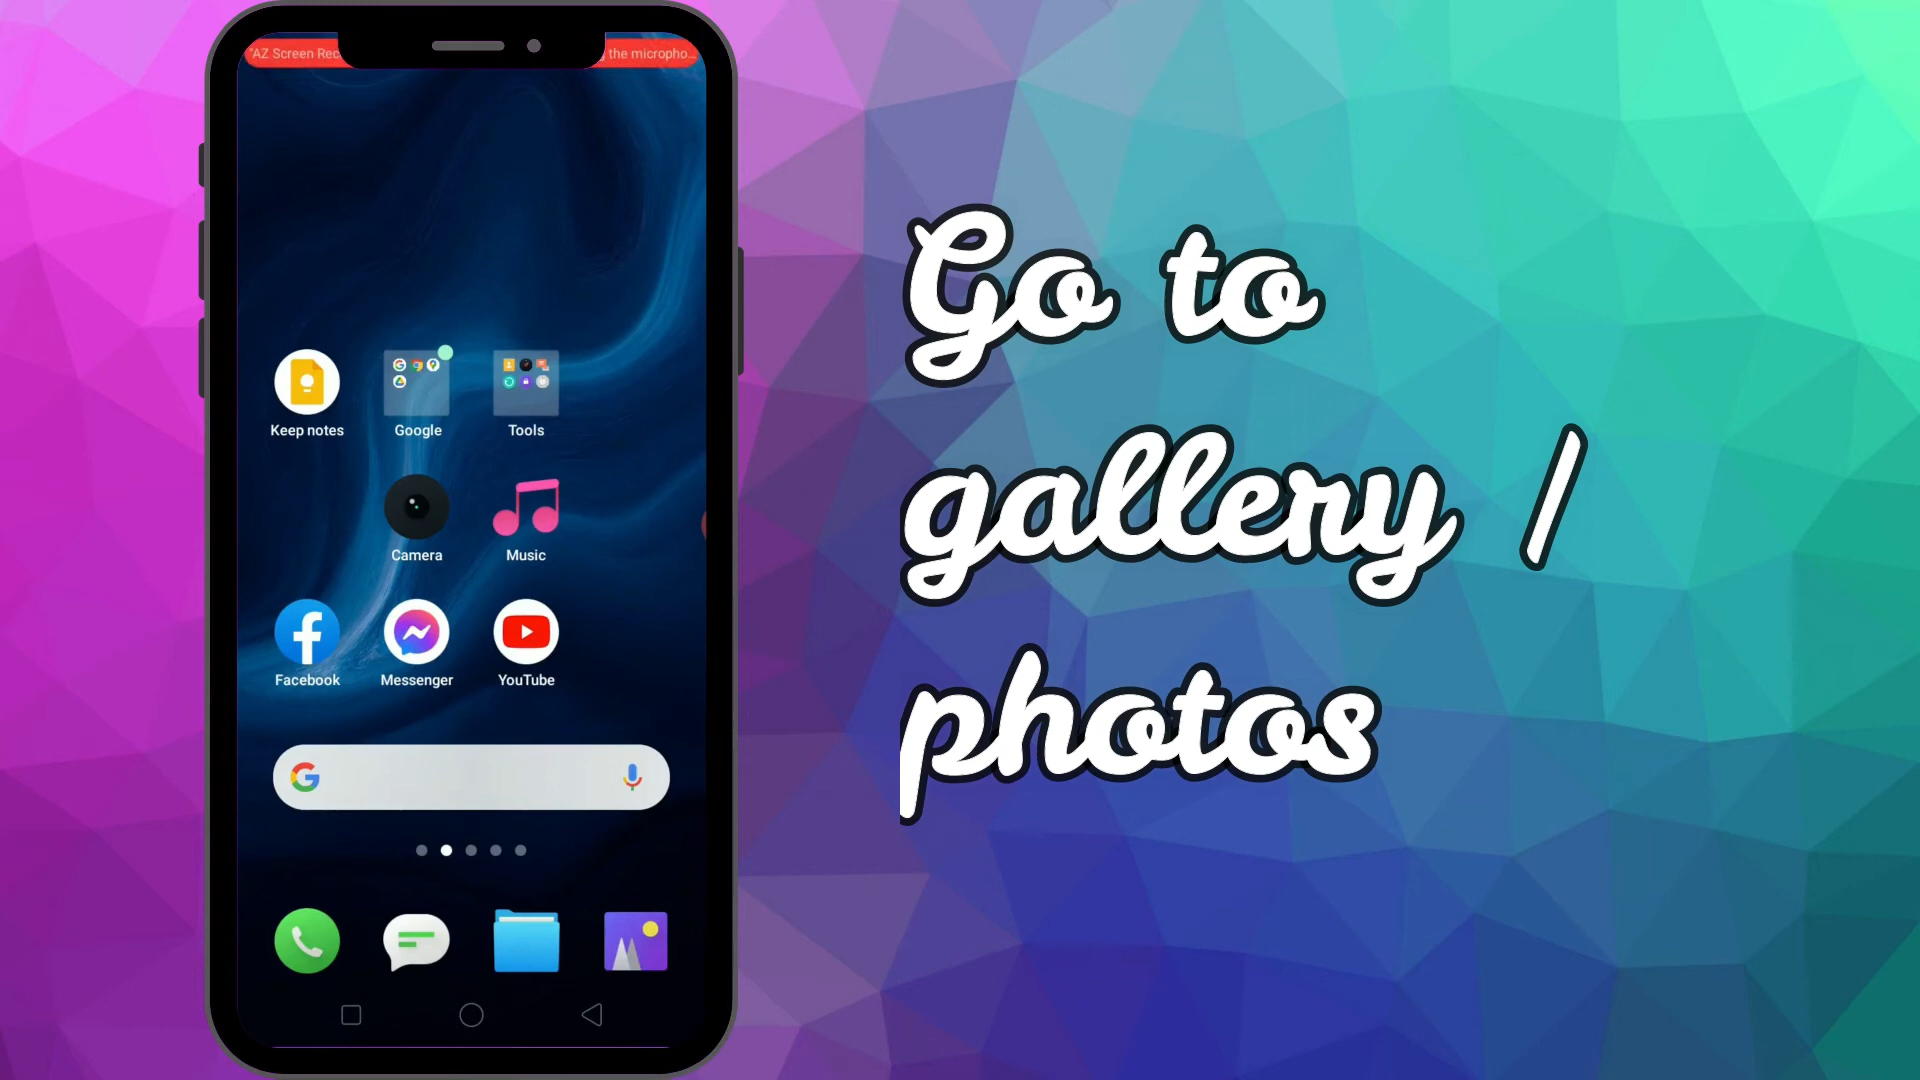 "AZ Screen Rec
the micropho...
Keep notes
Google
Tools
Camera
Music
Facebook
Messenger
YouTube
Go to
gallery /
photos